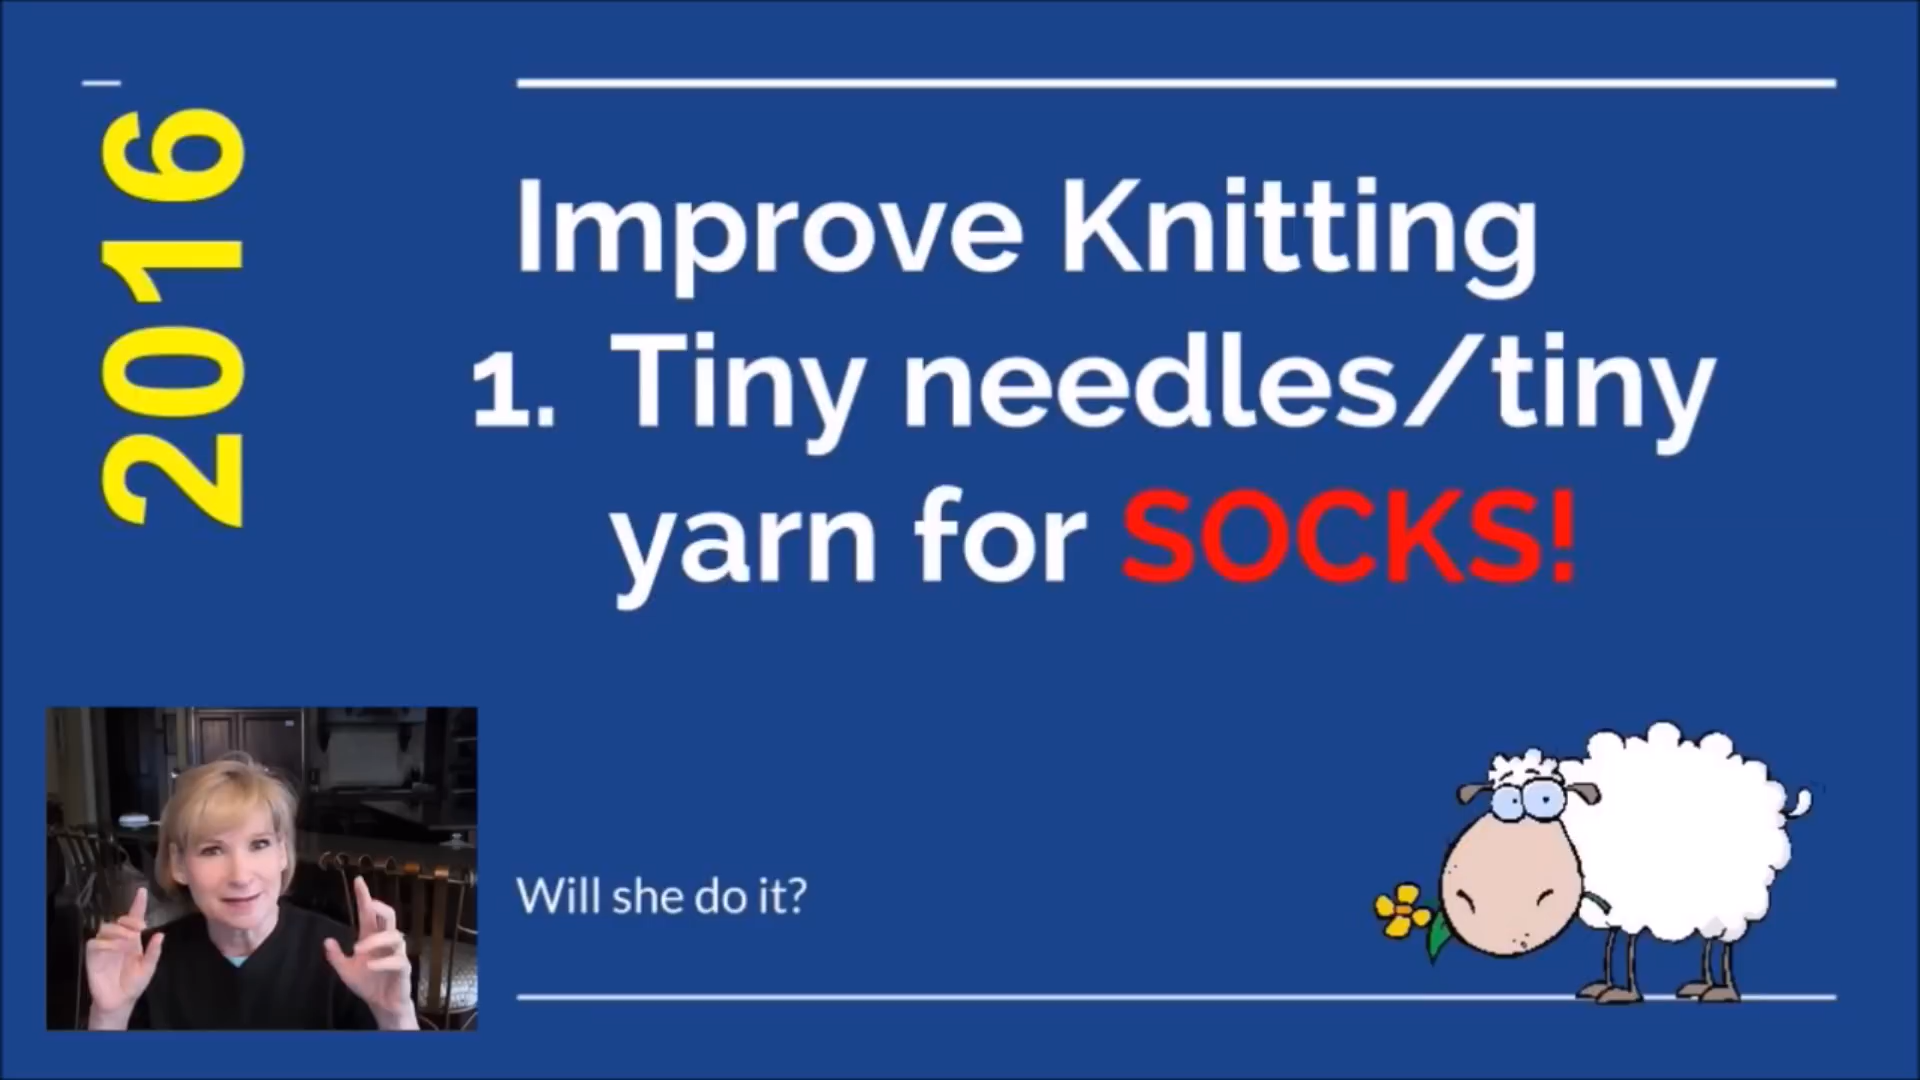 2016
Improve Knitting
1. Tiny needles/tiny
yarn for SOCKS!
Will she do it?